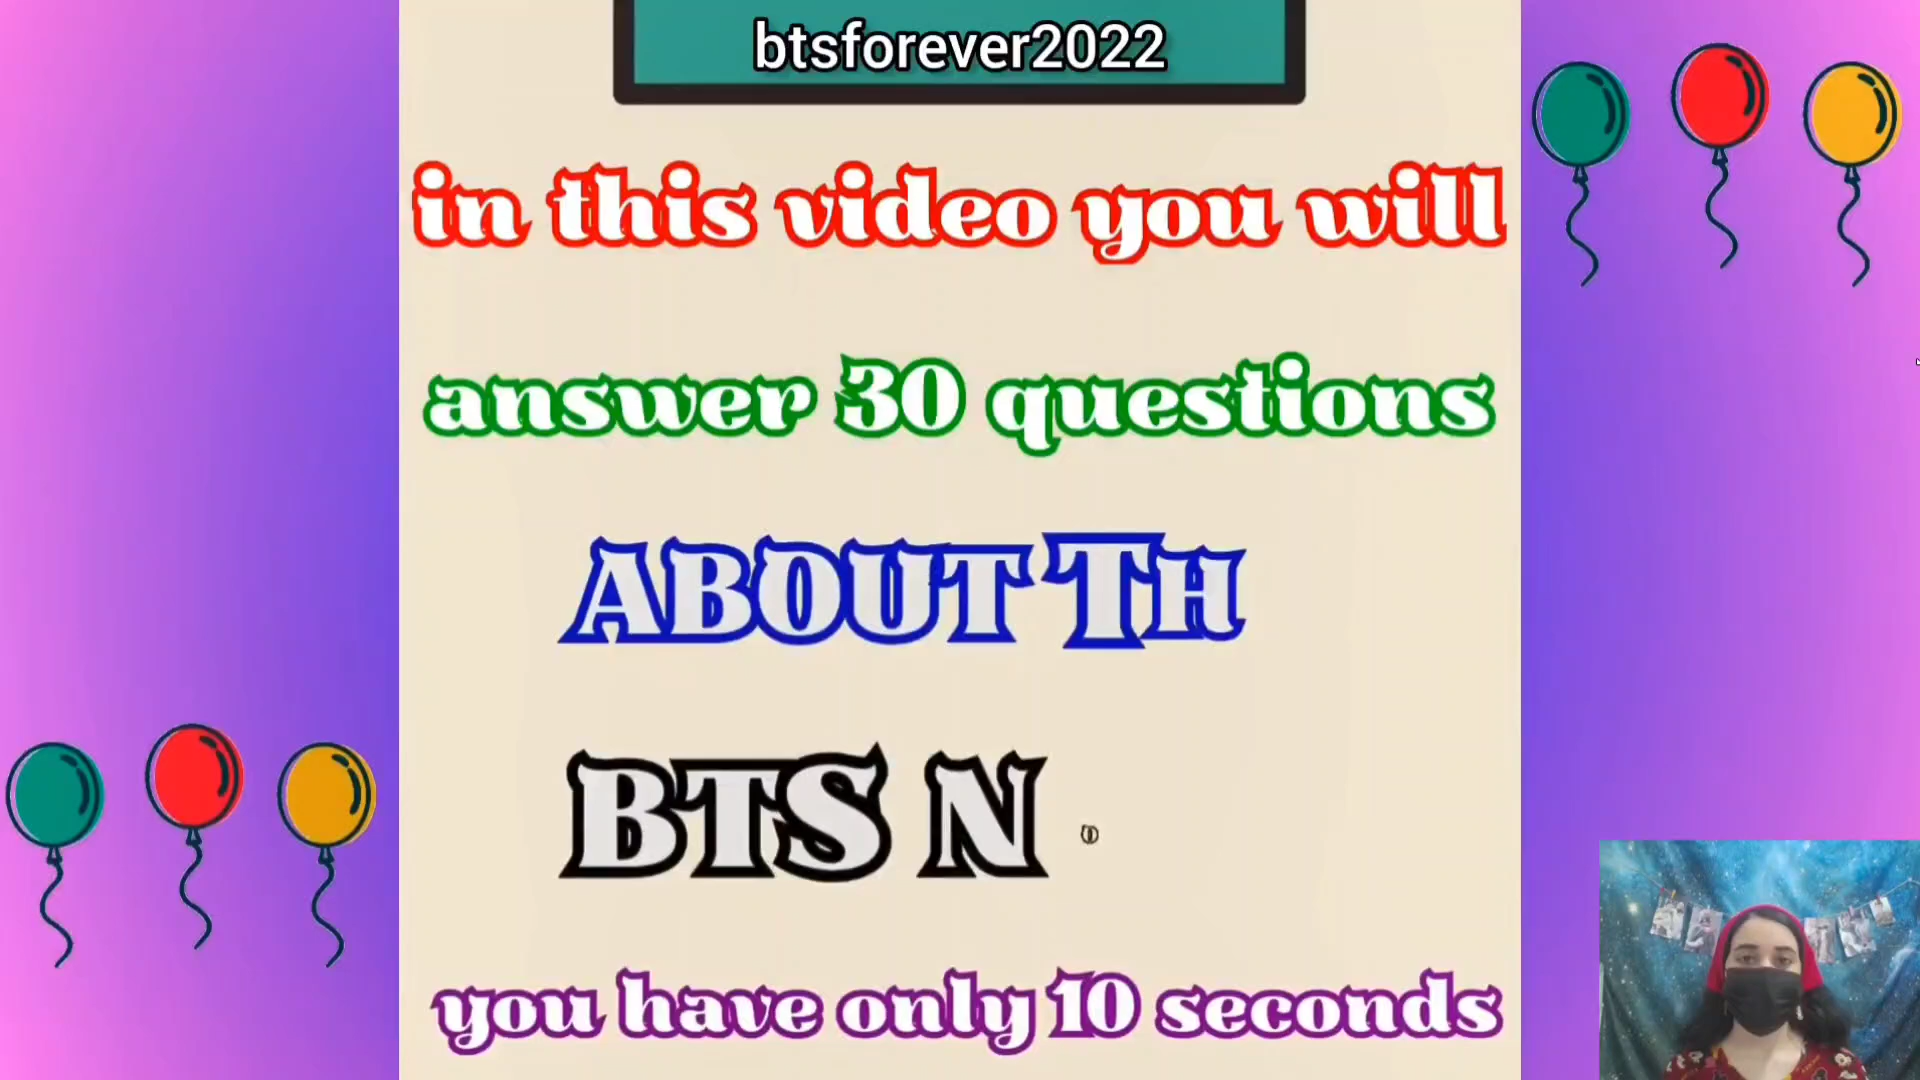 btsforever2022
in this video you will
answer 30 questions
ABOUT TH
BTS N
you have only 10 seconds